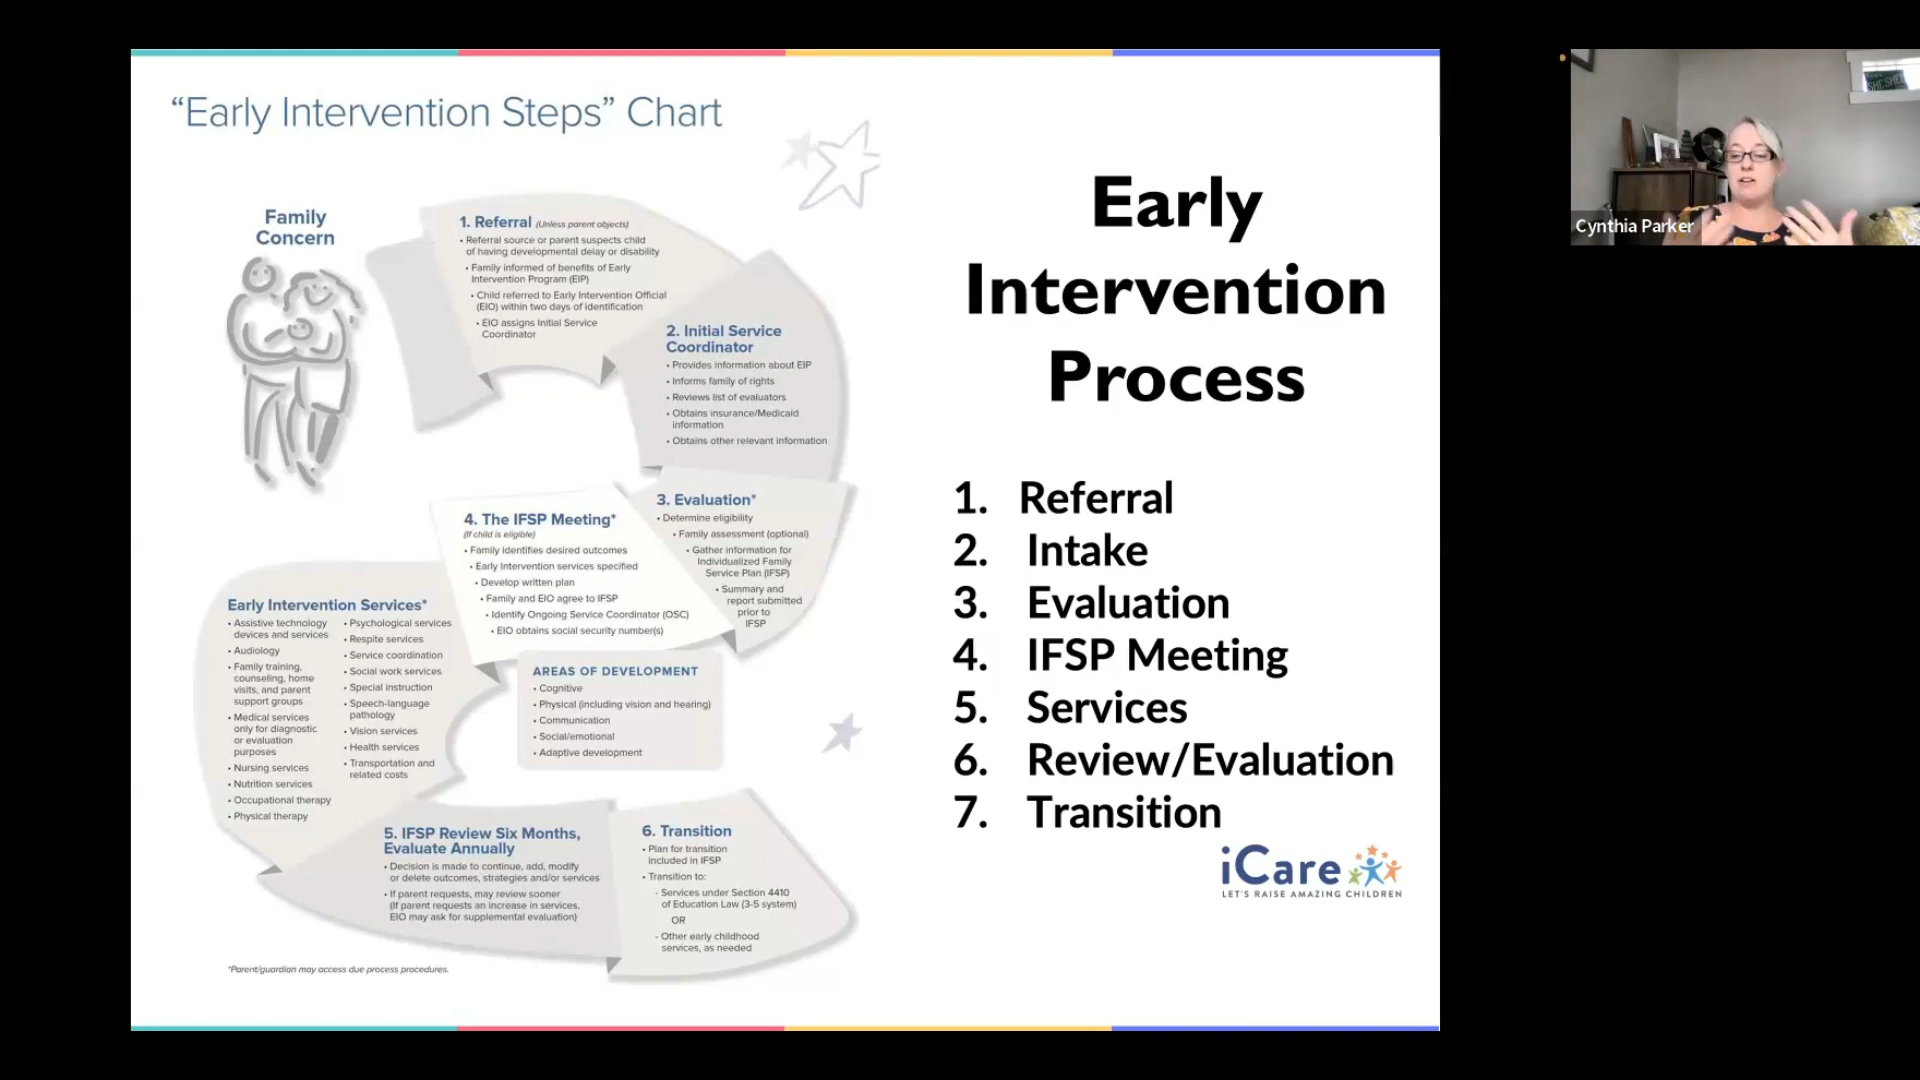 “Early Intervention Steps” Chart
Family
Concern
1. Referral (Unless parent objects)
• Referral source or parent suspects child
of having developmental delay or disability
• Family informed of benefits of Early
Intervention Program (EIP)
• Child referred to Early Intervention Official
(EIO) within two days of identification
• EIO assigns Initial Service
Coordinator
2. Initial Service
Coordinator
• Provides information about EIP
• Informs family of rights
• Reviews list of evaluators
• Obtains insurance/Medicaid
information
• Obtains other relevant information
3. Evaluation*
• Determine eligibility
• Family assessment (optional)
• Gather information for
Individualized Family
Service Plan (IFSP)
• Summary and
report submitted
prior to
IFSP
4. The IFSP Meeting*
(If child is eligible)
• Family identifies desired outcomes
• Early Intervention services specified
• Develop written plan
• Family and EIO agree to IFSP
• Identify Ongoing Service Coordinator (OSC)
• EIO obtains social security number(s)
AREAS OF DEVELOPMENT
• Cognitive
• Physical (including vision and hearing)
• Communication
• Social/emotional
• Adaptive development
Early Intervention Services*
• Assistive technology
devices and services
• Audiology
• Family training,
counseling, home
visits, and parent
support groups
• Medical services
only for diagnostic
or evaluation
purposes
• Nursing services
• Nutrition services
• Occupational therapy
• Physical therapy
• Psychological services
• Respite services
• Service coordination
• Social work services
• Special instruction
• Speech-language
pathology
• Vision services
• Health services
• Transportation and
related costs
5. IFSP Review Six Months,
Evaluate Annually
• Decision is made to continue, add, modify
or delete outcomes, strategies and/or services
• If parent requests, may review sooner
(If parent requests an increase in services,
EIO may ask for supplemental evaluation)
6. Transition
• Plan for transition
included in IFSP
• Transition to:
- Services under Section 4410
of Education Law (3-5 system)
OR
- Other early childhood
services, as needed
*Parent/guardian may access due process procedures.
Early
Intervention
Process
1. Referral
2. Intake
3. Evaluation
4. IFSP Meeting
5. Services
6. Review/Evaluation
7. Transition
iCare
LET'S RAISE AMAZING CHILDREN
Cynthia Parker